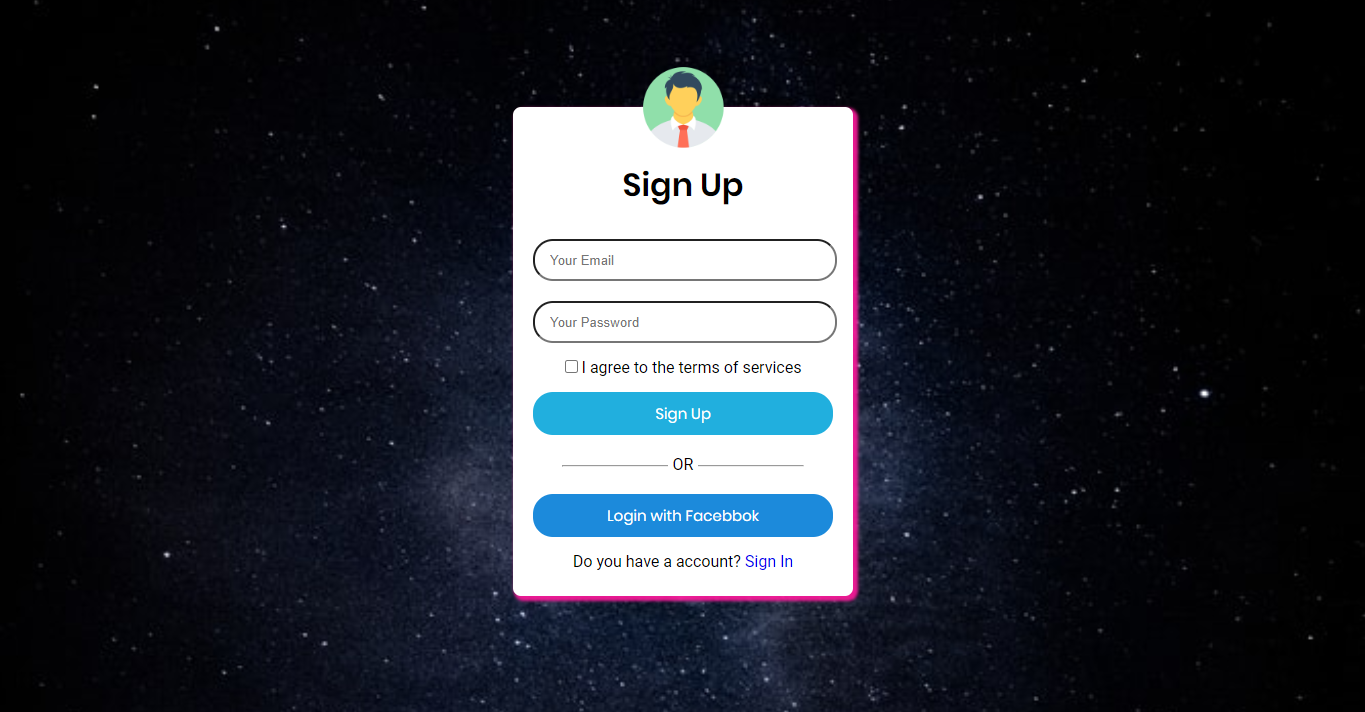 Sign Up
Your Email
Your Password
I agree to the terms of services
Sign Up
OR
Login with Facebbok
Do you have a account? Sign In